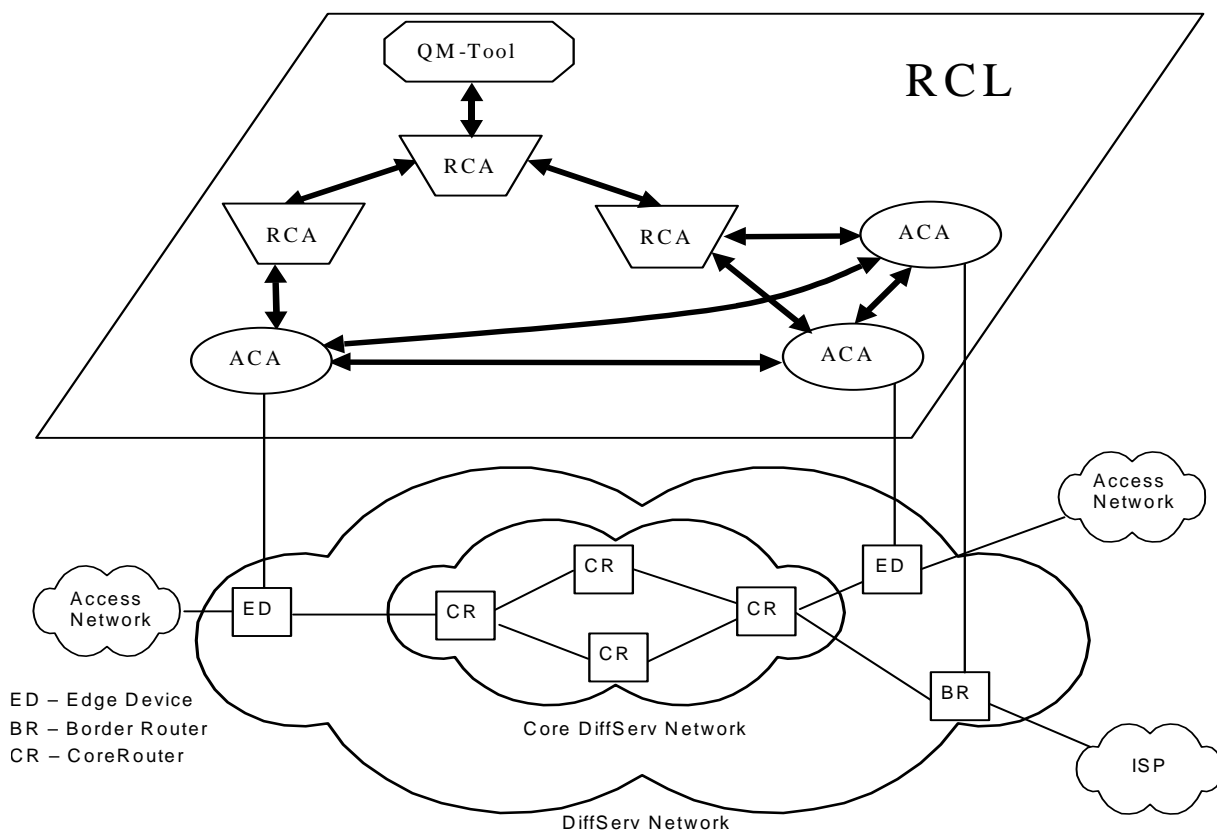 QM-Tool
RCL
RCA
RCA
RCA
ACA
ACA
ACA
Access
Network
CR
ED
Access
Network
ED
CR
CR
CR
BR
ED – Edge Device
BR – Border Router
CR – CoreRouter
Core DiffServ Network
ISP
DiffServ Network